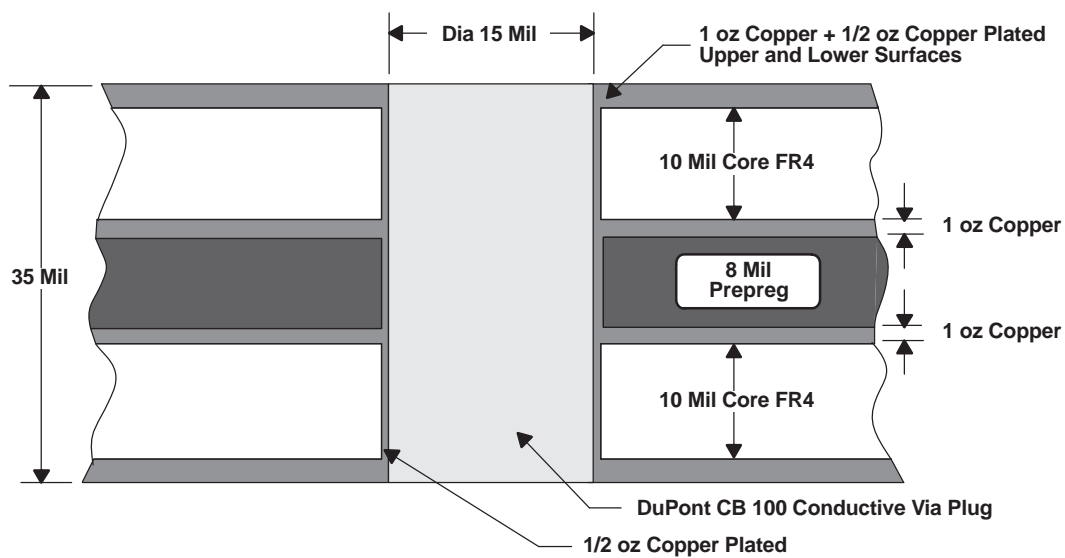 Dia 15 Mil
1 oz Copper + 1/2 oz Copper Plated
Upper and Lower Surfaces
10 Mil Core FR4
1 oz Copper
35 Mil
8 Mil
Prepreg
1 oz Copper
10 Mil Core FR4
DuPont CB 100 Conductive Via Plug
1/2 oz Copper Plated